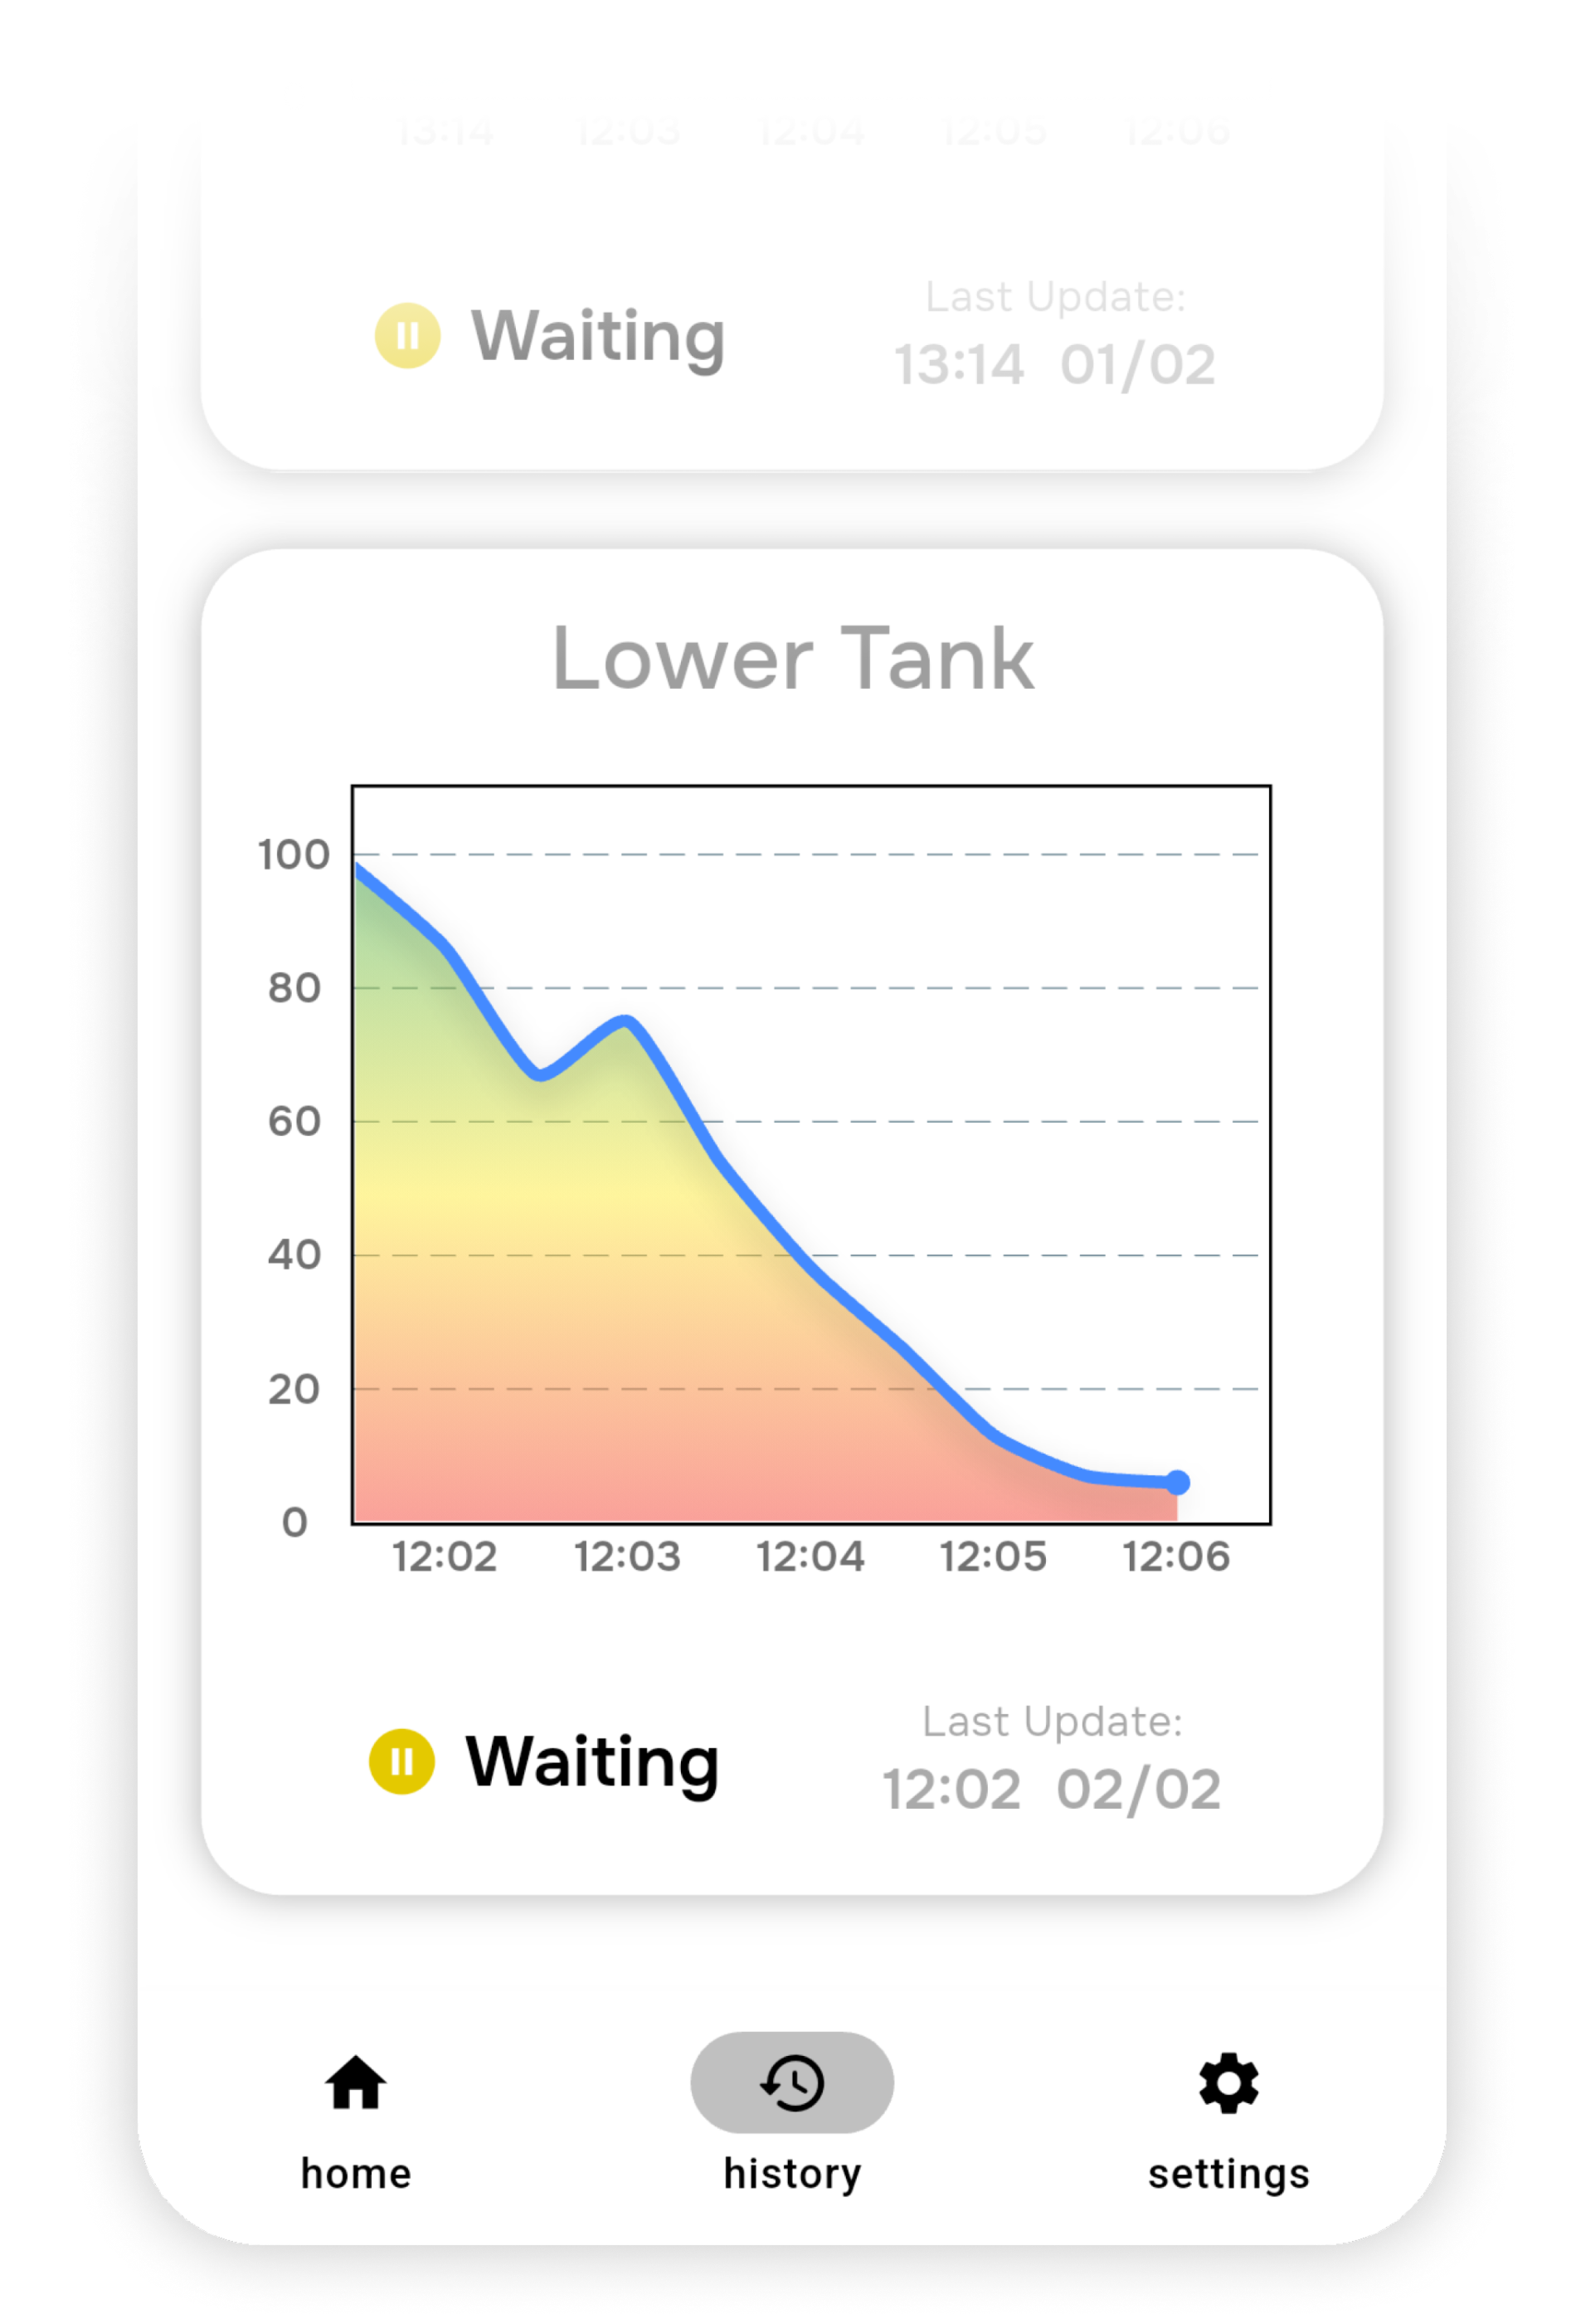 13:14 12:03 12:04 12:05 12:06
Last Update:
Waiting
13:14 01/02
Lower Tank
100
80
60
40
20
0
12:02 12:03 12:04 12:05 12:06
Last Update:
Waiting
12:02 02/02
home history settings